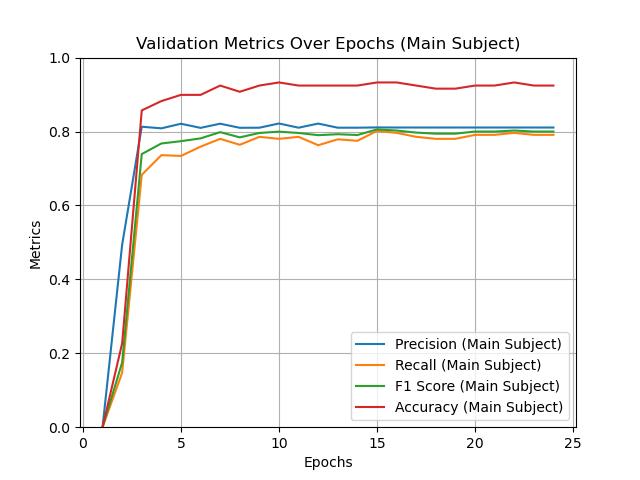 Validation Metrics Over Epochs (Main Subject)
1.0
0.8
0.6
0.4
0.2
0.0
Metrics
Precision (Main Subject)
Recall (Main Subject)
F1 Score (Main Subject)
Accuracy (Main Subject)
0 5 10 15 20 25
Epochs